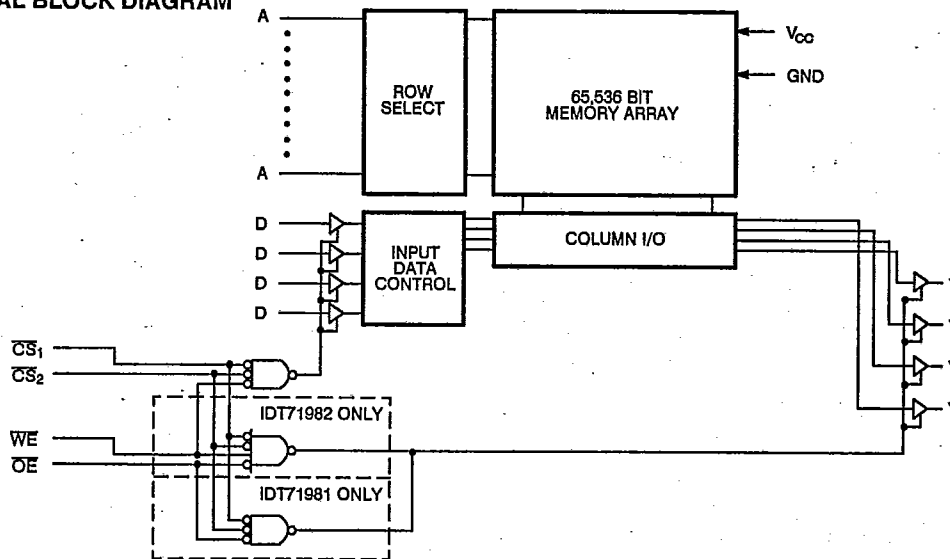 AL BLOCK DIAGRAM
A
A
ROW
SELECT
65,536 BIT
MEMORY ARRAY
VCC
GND
D
D
D
D
INPUT
DATA
CONTROL
COLUMN I/O
CS1
CS2
WE
OE
IDT71982 ONLY
IDT71981 ONLY